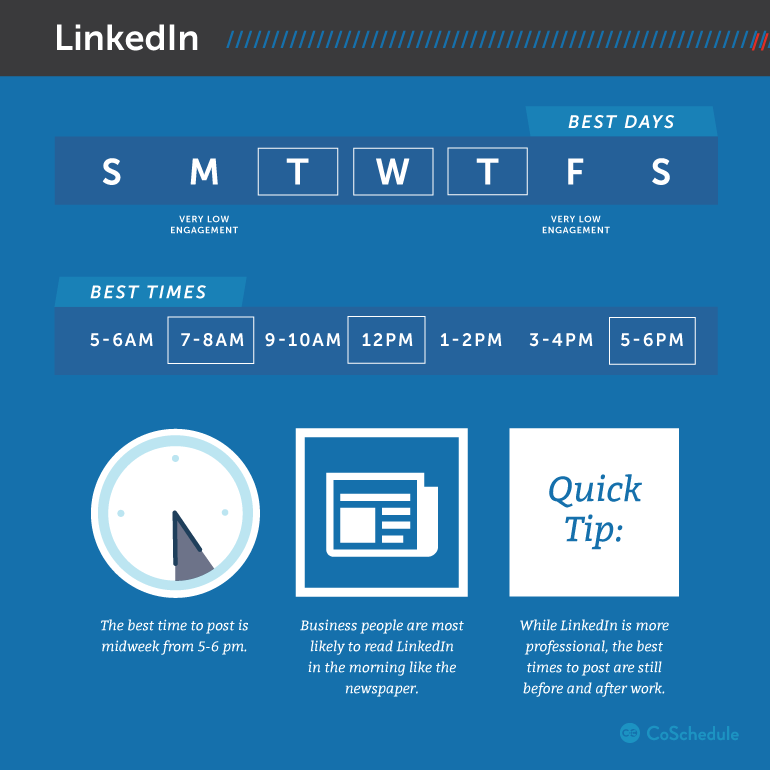 LinkedIn
BEST DAYS
S M T W T F S
VERY LOW VERY LOW
ENGAGEMENT ENGAGEMENT
BEST TIMES
5-6AM 7-8AM 9-10AM 12PM 1-2PM 3-4PM 5-6PM
Quick
Tip:
The best time to post is
midweek from 5-6 pm.
Business people are most
likely to read LinkedIn
in the morning like the
newspaper.
While LinkedIn is more
professional, the best
times to post are still
before and after work.
CoSchedule